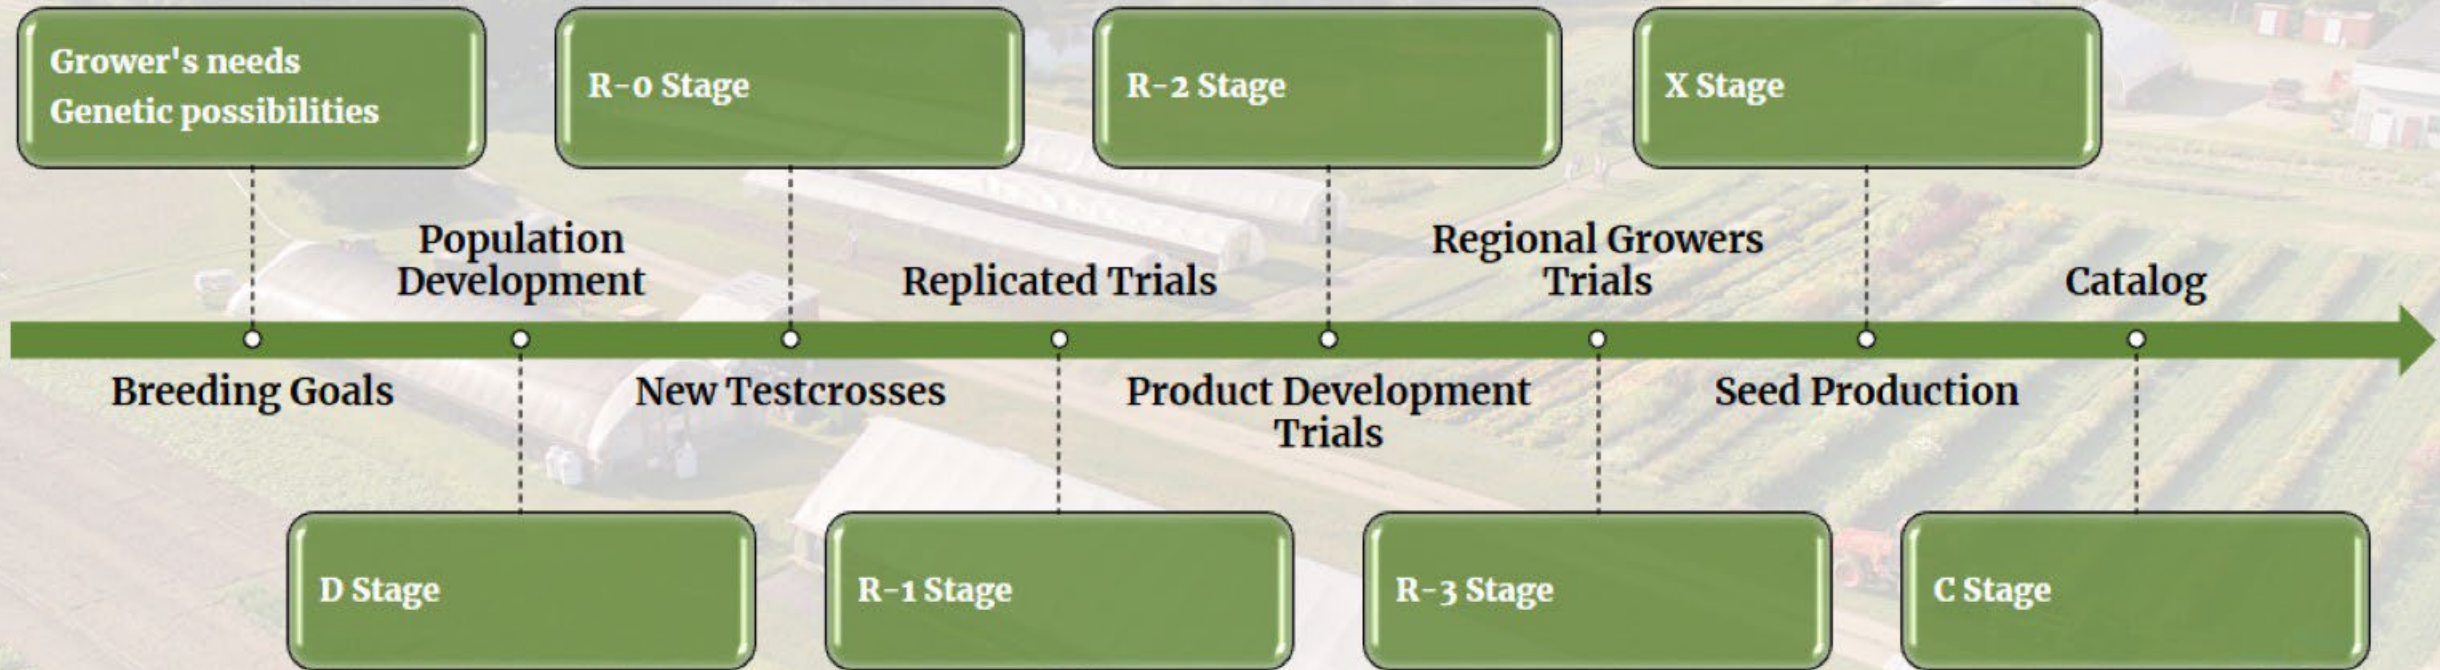 Grower's needs
Genetic possibilities
R-0 Stage
R-2 Stage
X Stage
Population
Development
Replicated Trials
Regional Growers
Trials
Catalog
Breeding Goals
New Testcrosses
Product Development
Trials
Seed Production
D Stage
R-1 Stage
R-3 Stage
C Stage